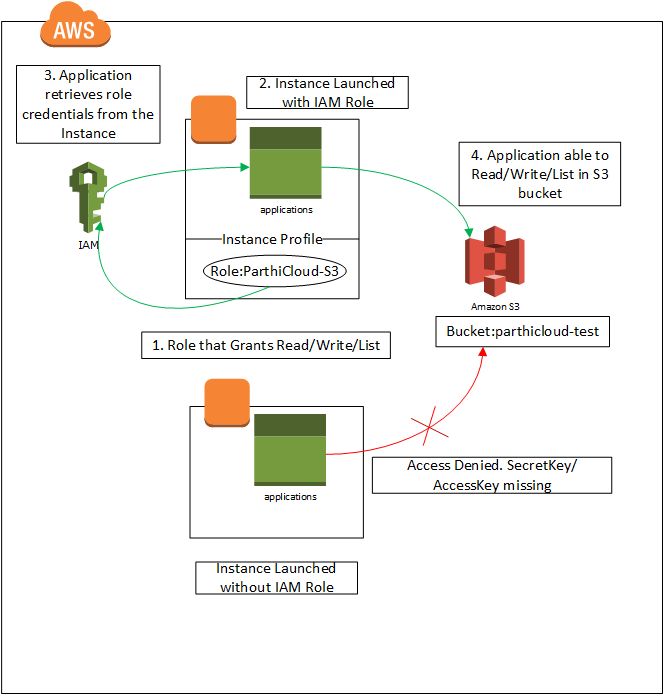 AWS
3. Application
retrieves role
credentials from the
Instance
2. Instance Launched
with IAM Role
4. Application able to
Read/Write/List in S3
bucket
applications
IAM
Instance Profile
Role:ParthiCloud-S3
Amazon S3
Bucket:parthicloud-test
1. Role that Grants Read/Write/List
applications
Access Denied. SecretKey/
AccessKey missing
Instance Launched
without IAM Role